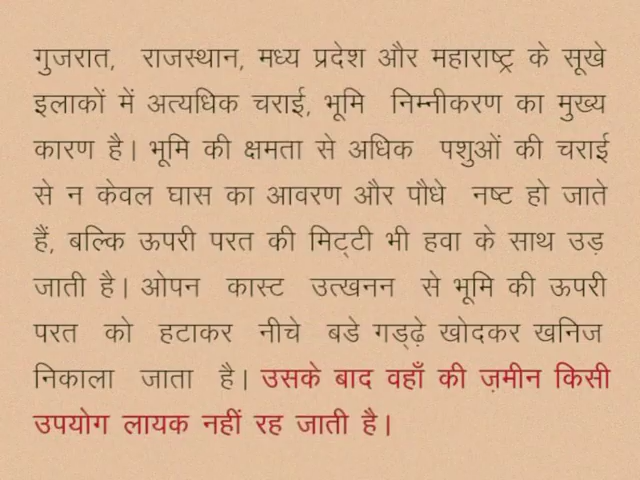 गुजरात, राजस्थान, मध्य प्रदेश और महाराष्ट्र के सूखे
इलाकों में अत्यधिक चराई, भूमि निम्नीकरण का मुख्य
कारण है। भूमि की क्षमता से अधिक पशुओं की चराई
से न केवल घास का आवरण और पौधे नष्ट हो जाते
हैं, बल्कि ऊपरी परत की मिट्टी भी हवा के साथ उड़
जाती है। ओपन कास्ट उत्खनन से भूमि की ऊपरी
परत को हटाकर नीचे बडे गड्ढ़े खोदकर खनिज
निकाला जाता है। उसके बाद वहाँ की ज़मीन किसी
उपयोग लायक नहीं रह जाती है।